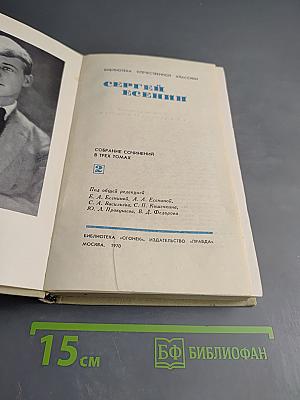 БИБЛИОТЕКА ОТЕЧЕСТВЕННОЙ КЛАССИКИ
СЕРГЕЙ
ЕСЕНИН
СОБРАНИЕ СОЧИНЕНИЙ
В ТРЕХ ТОМАХ
2
Под общей редакцией
Е. А. Есениной, А. А. Есениной,
С. А. Васильева, С. П. Кошечкина,
Ю. Л. Прокушева, В. Д. Федорова
БИБЛИОТЕКА «ОГОНЕК». ИЗДАТЕЛЬСТВО «ПРАВДА»
МОСКВА, 1970
15 СМ
БФ БИБЛИОФАН